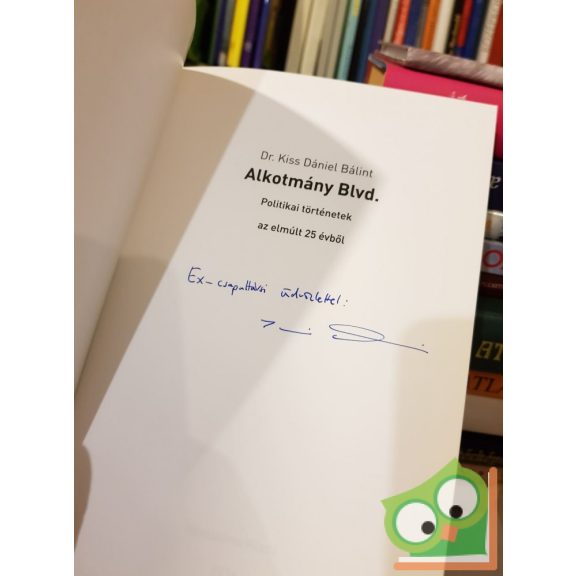 Dr. Kiss Dániel Bálint
Alkotmány Blvd.
Politikai történetek
az elmúlt 25 évből
Ex-csapattársi üdvözlettel: